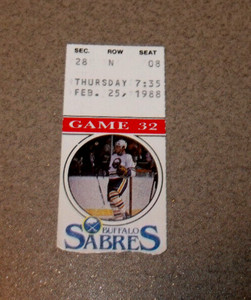 SEC. ROW SEAT
28 N 08
THURSDAY 7:35
FEB. 25, 1988
GAME 32
BUFFALO
SABRES